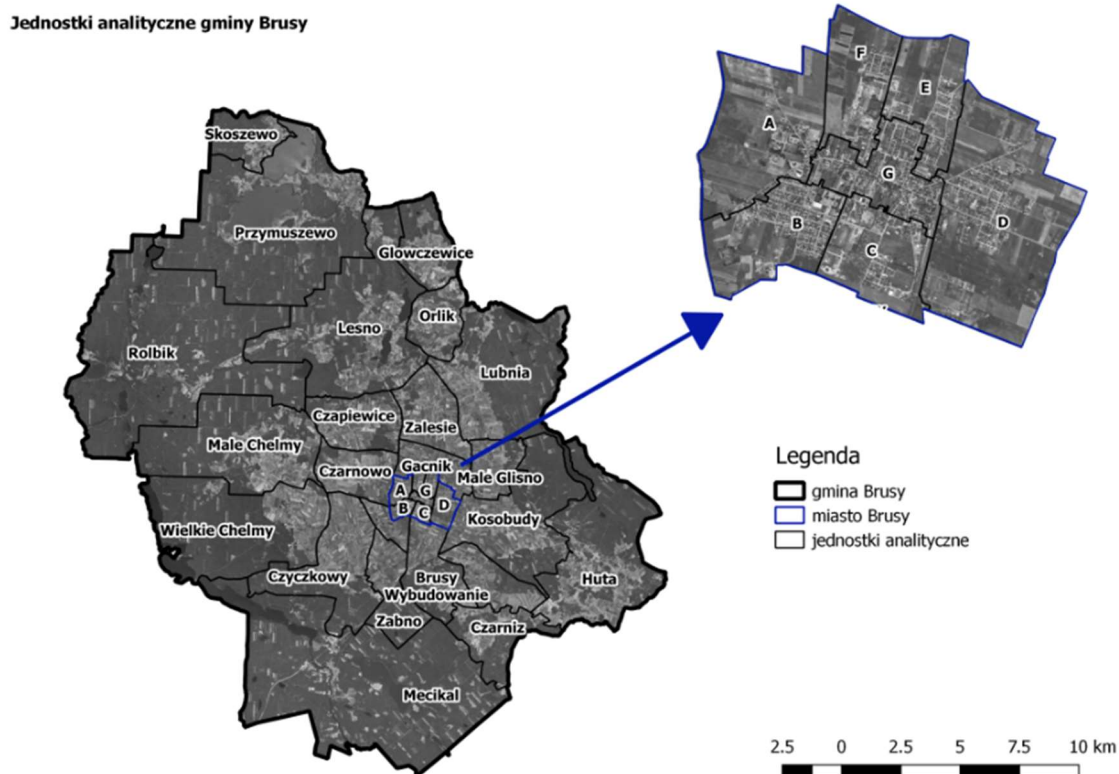 Jednostki analityczne gminy Brusy
F
E
A
G
B
C
D
Skoszewo
Przymuszewo
Glowczewice
Orlik
Lesno
Rolbik
Lubnia
Czapiewice
Zalesie
Male Chelmy
Czarnowo
Gacnik
Male Glisno
A
G
B
C
D
Kosobudy
Wielkie Chelmy
Czyczkowy
Brusy
Wybudowanie
Huta
Zabno
Czarniz
Mecikal
Legenda
gmina Brusy
miasto Brusy
jednostki analityczne
2.5 0 2.5 5 7.5 10 km